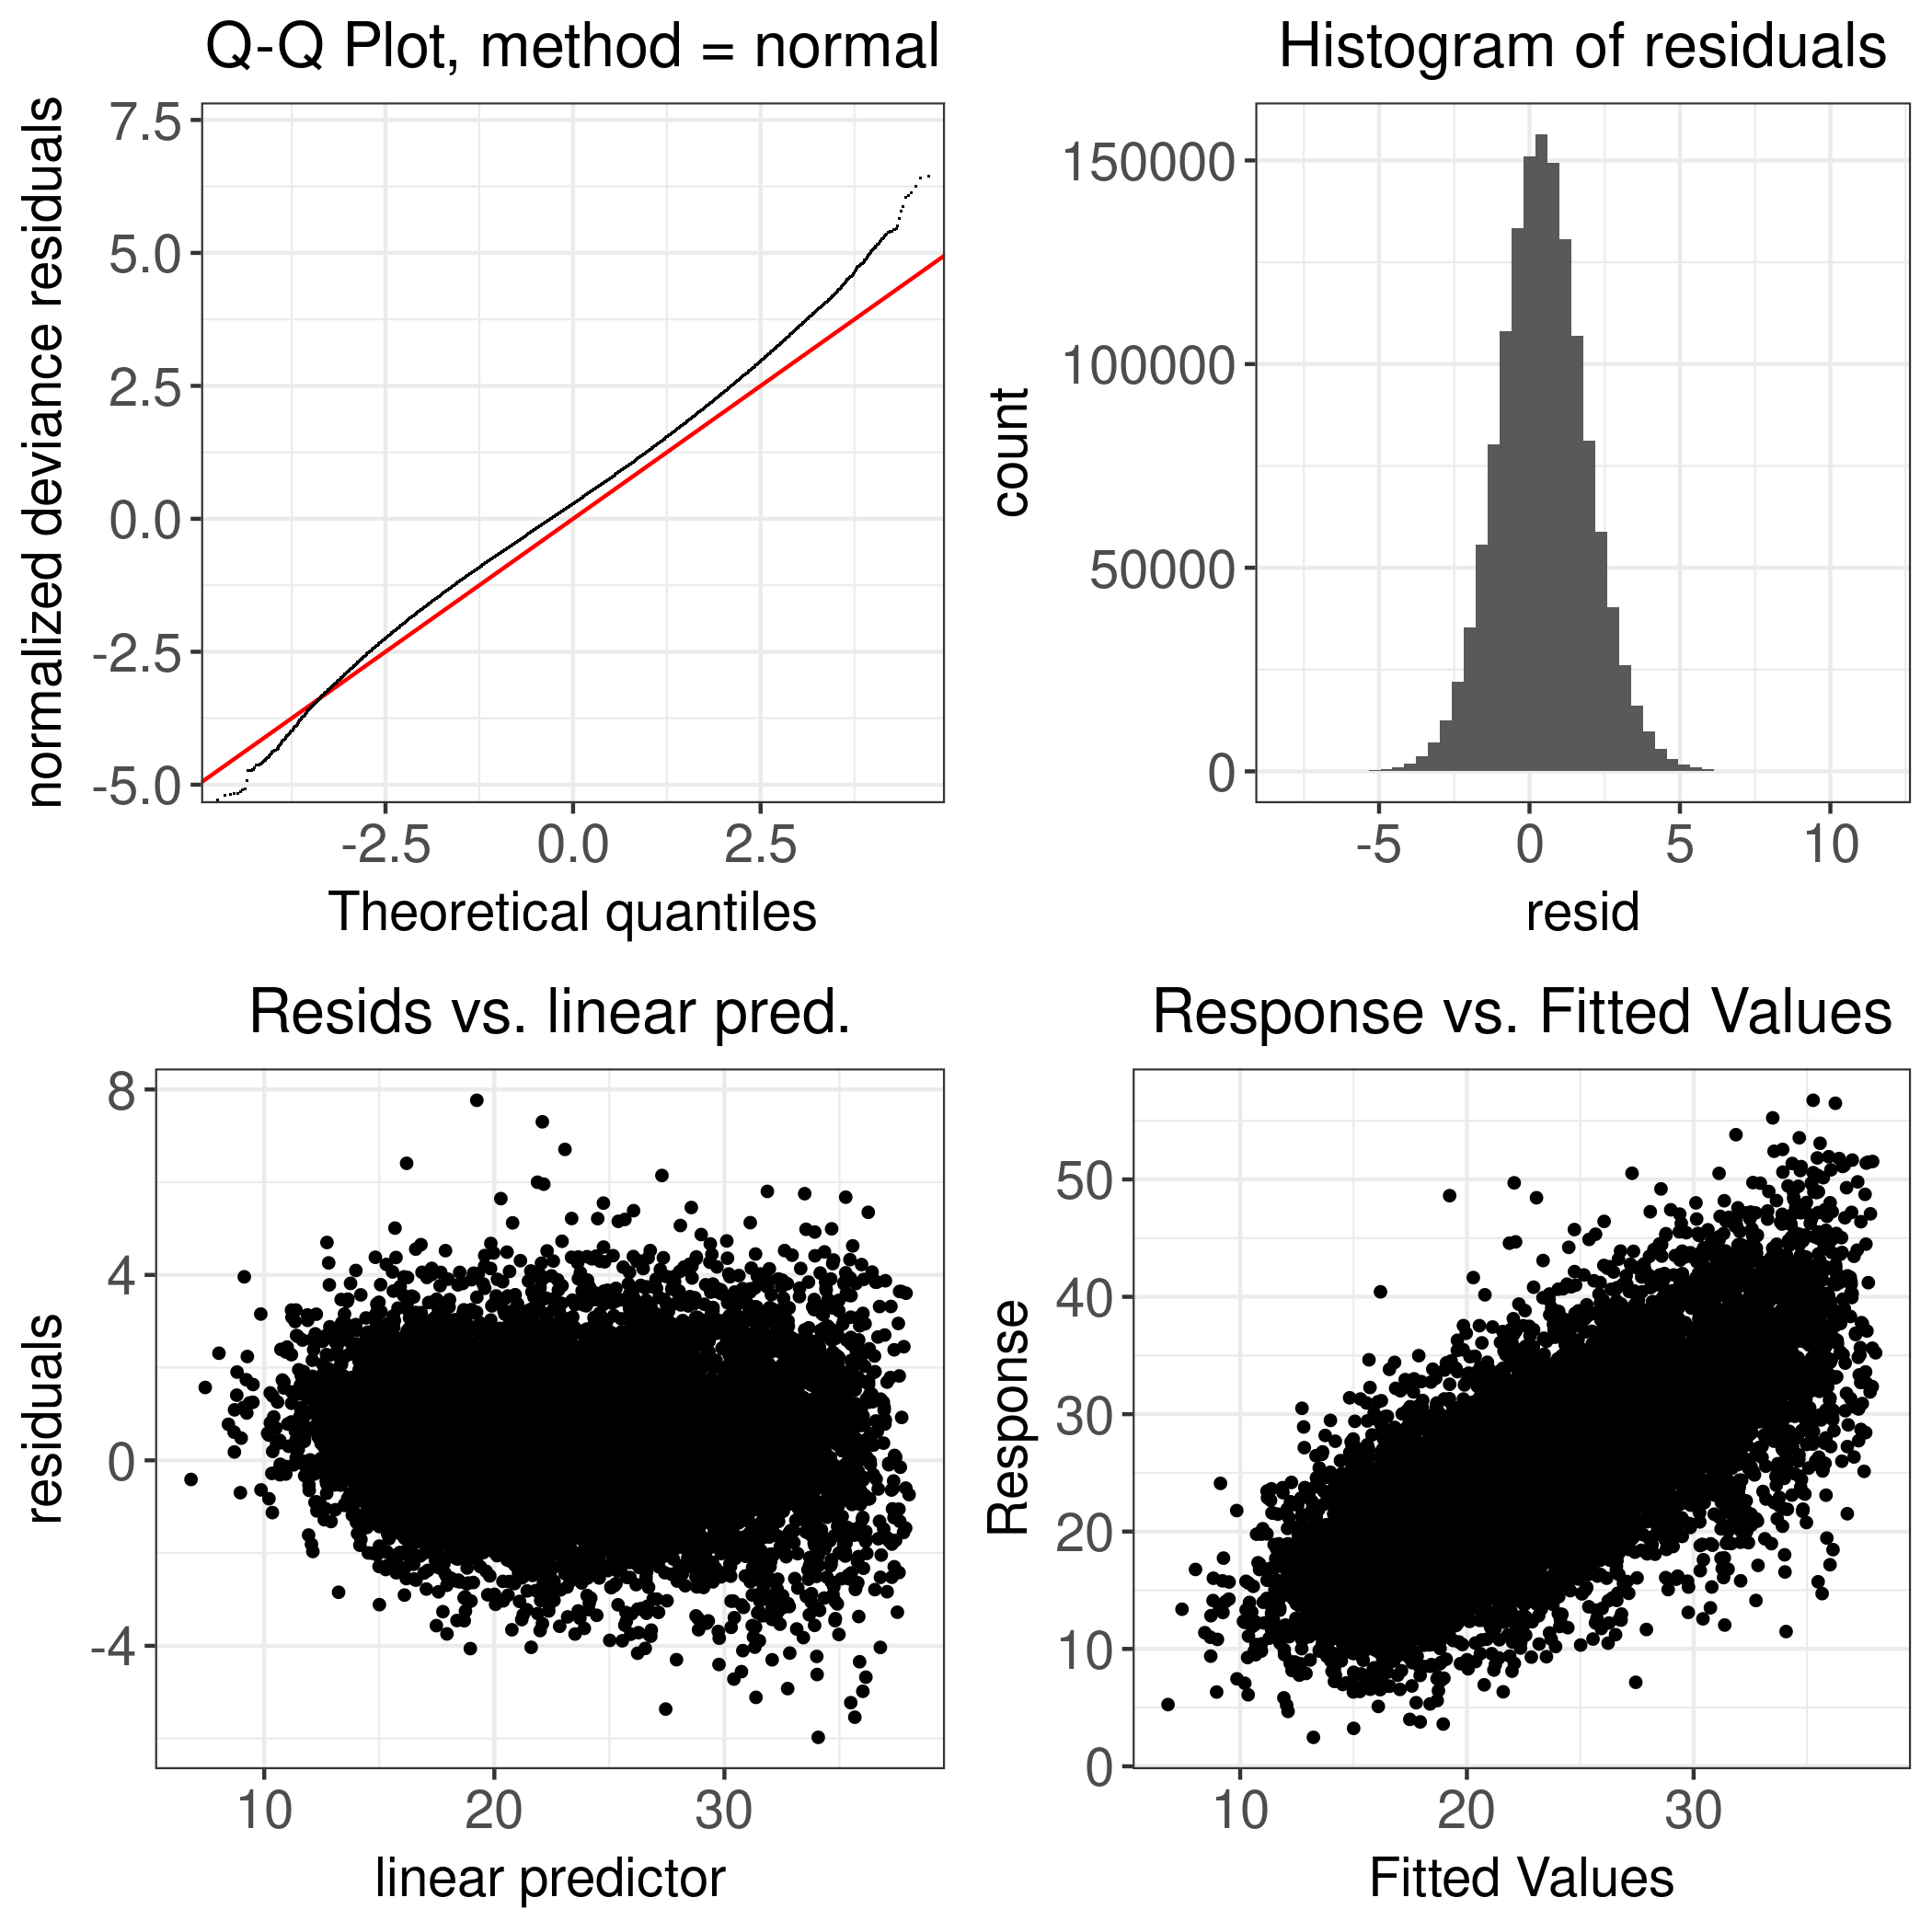 Q-Q Plot, method = normal
normalized deviance residuals
7.5
5.0
2.5
0.0
-2.5
-5.0
-2.5 0.0 2.5
Theoretical quantiles
Histogram of residuals
count
150000
100000
50000
0
-5 0 5 10
resid
Resids vs. linear pred.
residuals
8
4
0
-4
10 20 30
linear predictor
Response vs. Fitted Values
Response
50
40
30
20
10
0
10 20 30
Fitted Values